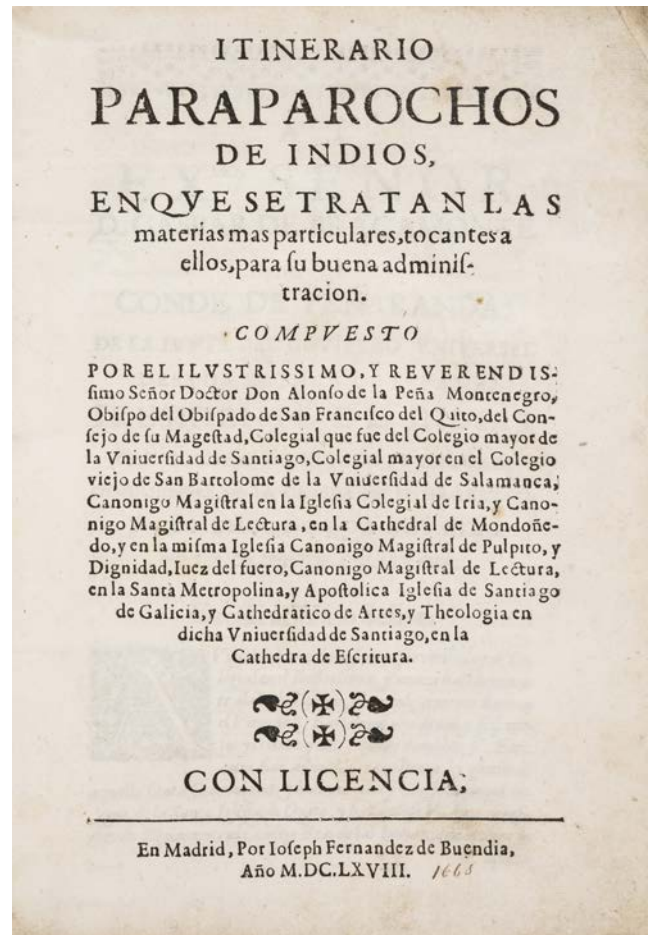 ITINERARIO
PARA PAROCHOS
DE INDIOS,
EN QVE SE TRATAN LAS
materias mas particulares, tocantes a
ellos, para ſu buena adminiſ-
tracion.
COMPVESTO
POR EL ILVSTRISSIMO, Y REVERENDIS-
ſimo Señor Doctor Don Alonſo de la Peña Montenegro,
Obiſpo del Obiſpado de San Franciſco del Quito, del Con-
ſejo de ſu Mageſtad, Colegial que fue del Colegio mayor de
la Vniuerſidad de Santiago, Colegial mayor en el Colegio
viejo de San Bartolome de la Vniuerſidad de Salamanca,
Canonigo Magiſtral en la Igleſia Colegial de Iria, y Cano-
nigo Magiſtral de Lectura, en la Cathedral de Mondoñe-
do, y en la miſma Igleſia Canonigo Magiſtral de Pulpito, y
Dignidad, Iuez del fuero, Canonigo Magiſtral de Lectura,
en la Santa Metropolina, y Apoſtolica Igleſia de Santiago
de Galicia, y Cathedratico de Artes, y Theologia en
dicha Vniuerſidad de Santiago, en la
Cathedra de Eſcritura.
CON LICENCIA;
En Madrid, Por Ioſeph Fernandez de Buendia,
Año M.DC.LXVIII. 1668